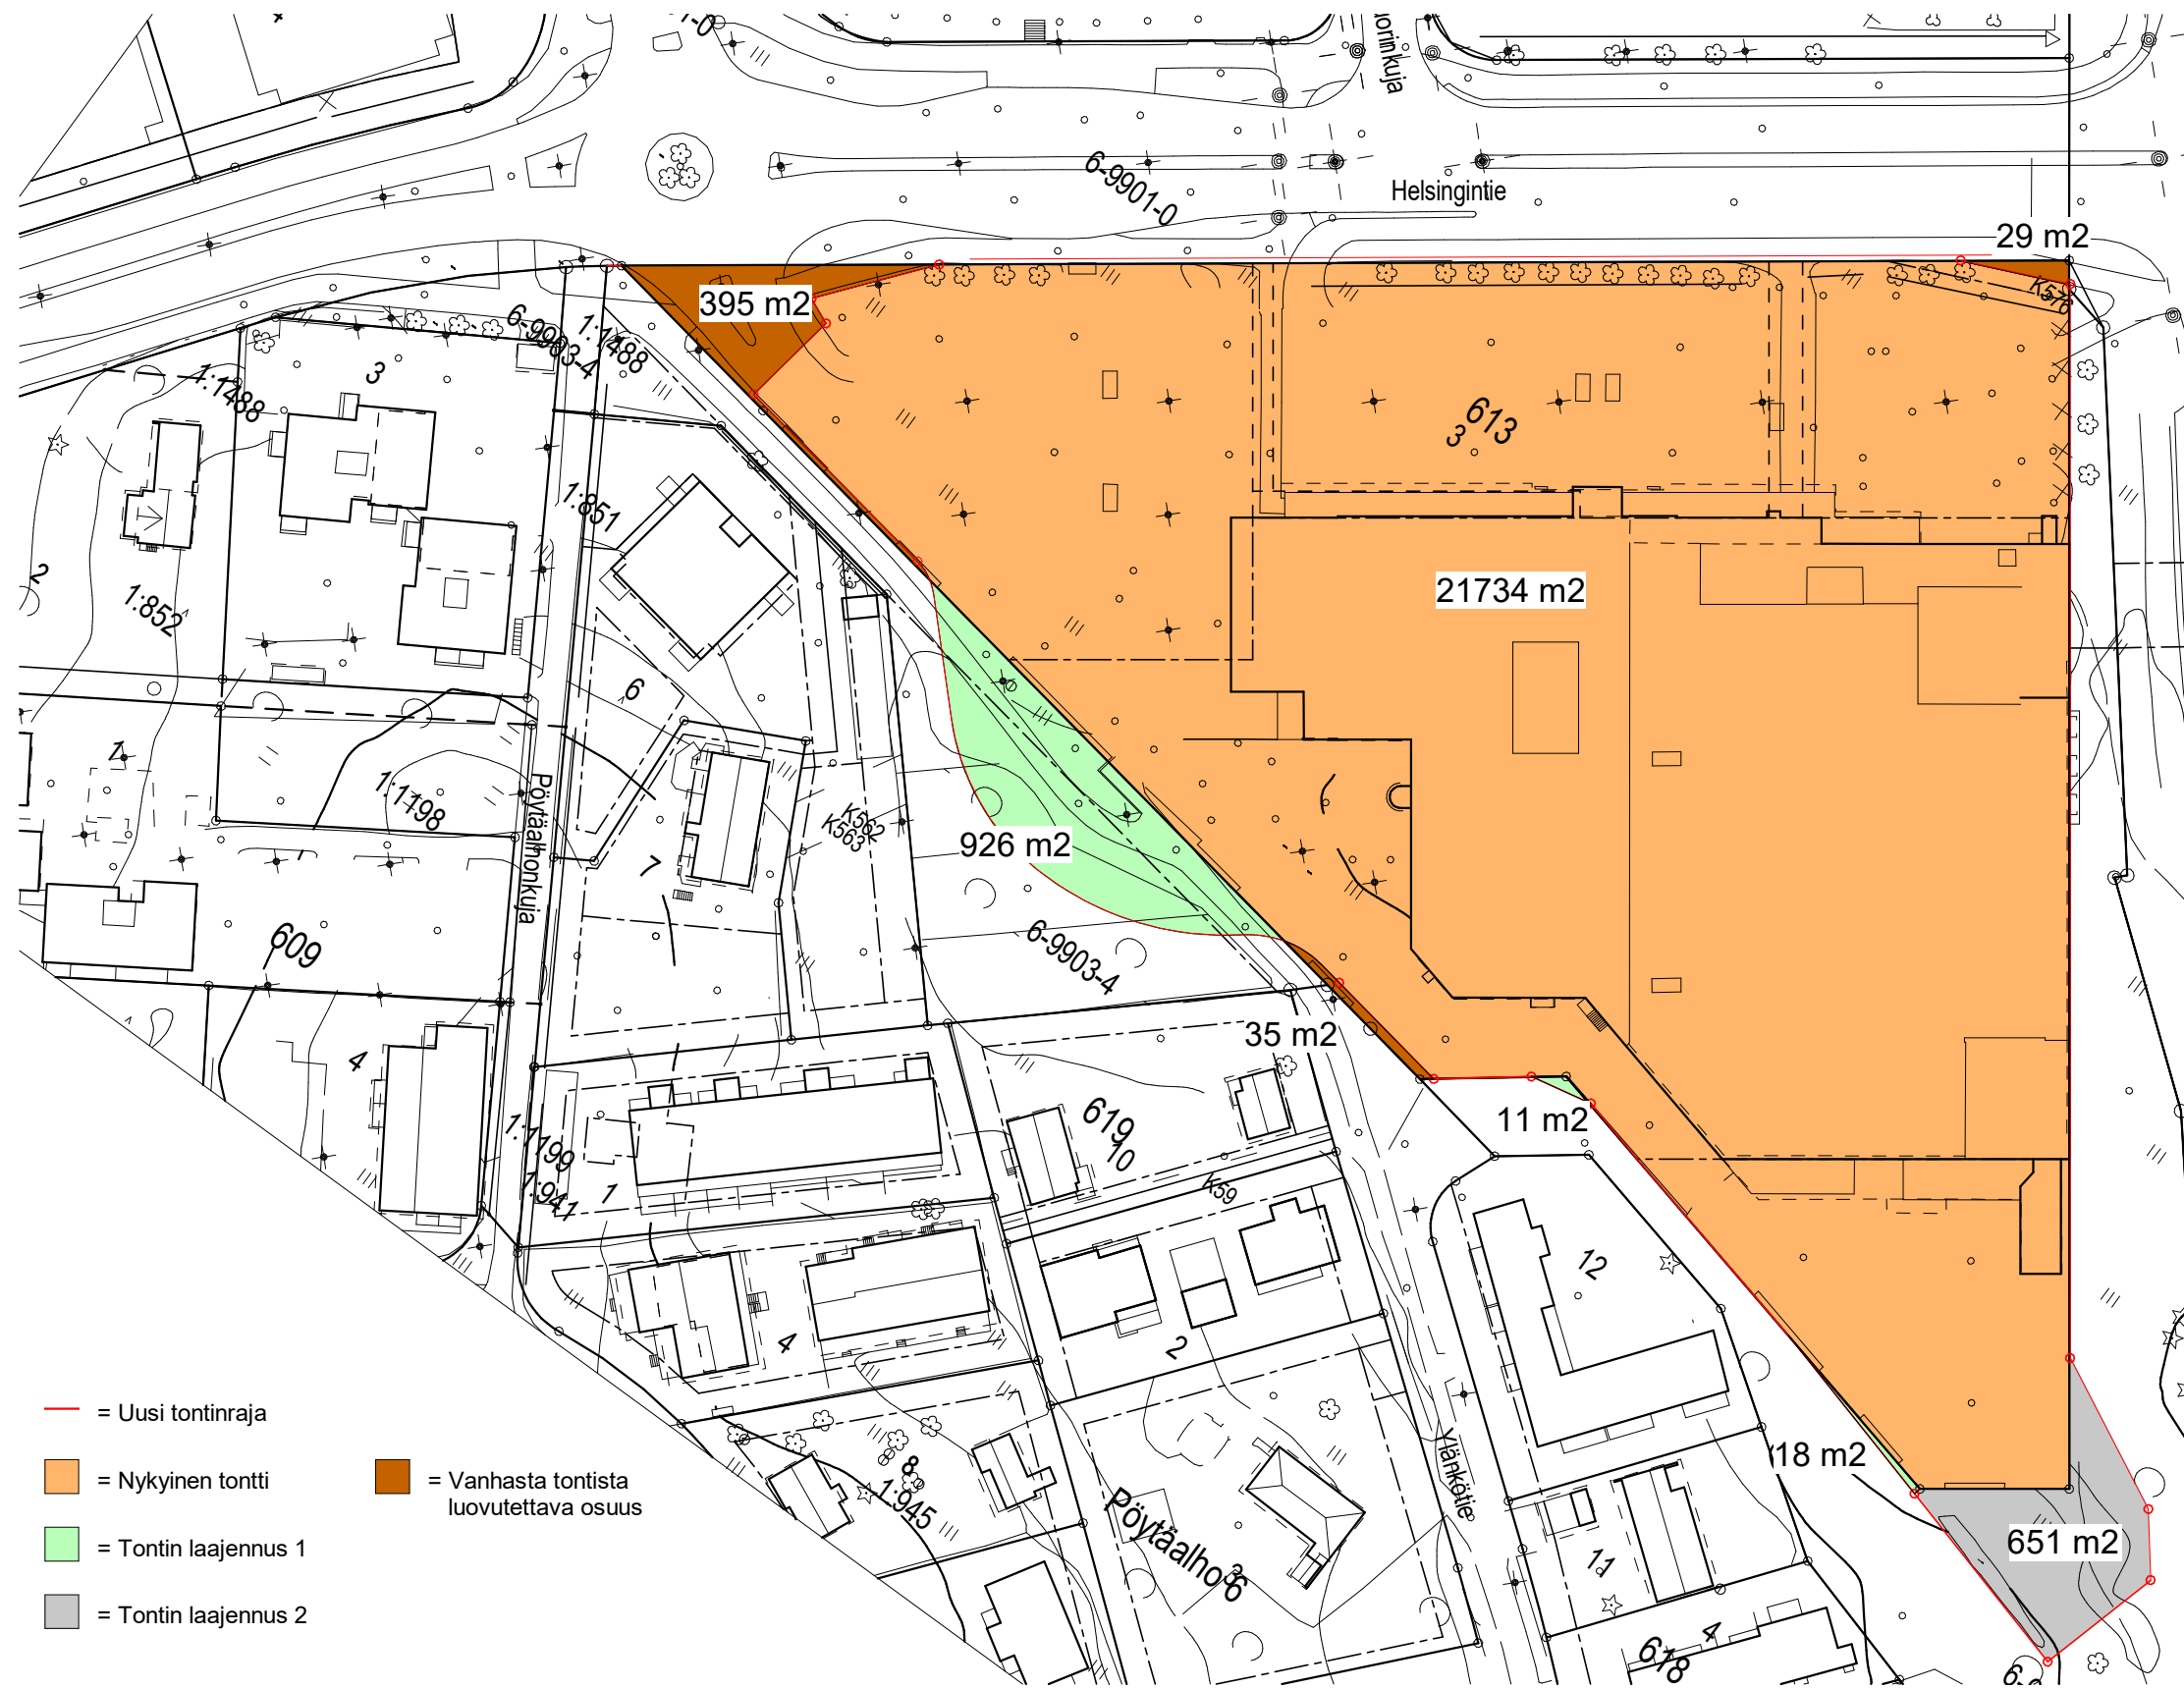 6-9901-0
Helsingintie
29 m2
K576
395 m2
6-9903-4
1:1488
3
1:1488
613
3
1:851
21734 m2
2
1:852
6
1
1:1198
Pöytäalhonkuja
7
K562
K563
926 m2
609
6-9903-4
35 m2
4
11 m2
619
10
1:1199
1:941
1
K59
12
4
2
= Uusi tontinraja
= Nykyinen tontti
= Vanhasta tontista
luovutettava osuus
= Tontin laajennus 1
= Tontin laajennus 2
8
1:945
Ylänkötie
18 m2
Pöytäalho
6
3
11
651 m2
4
618